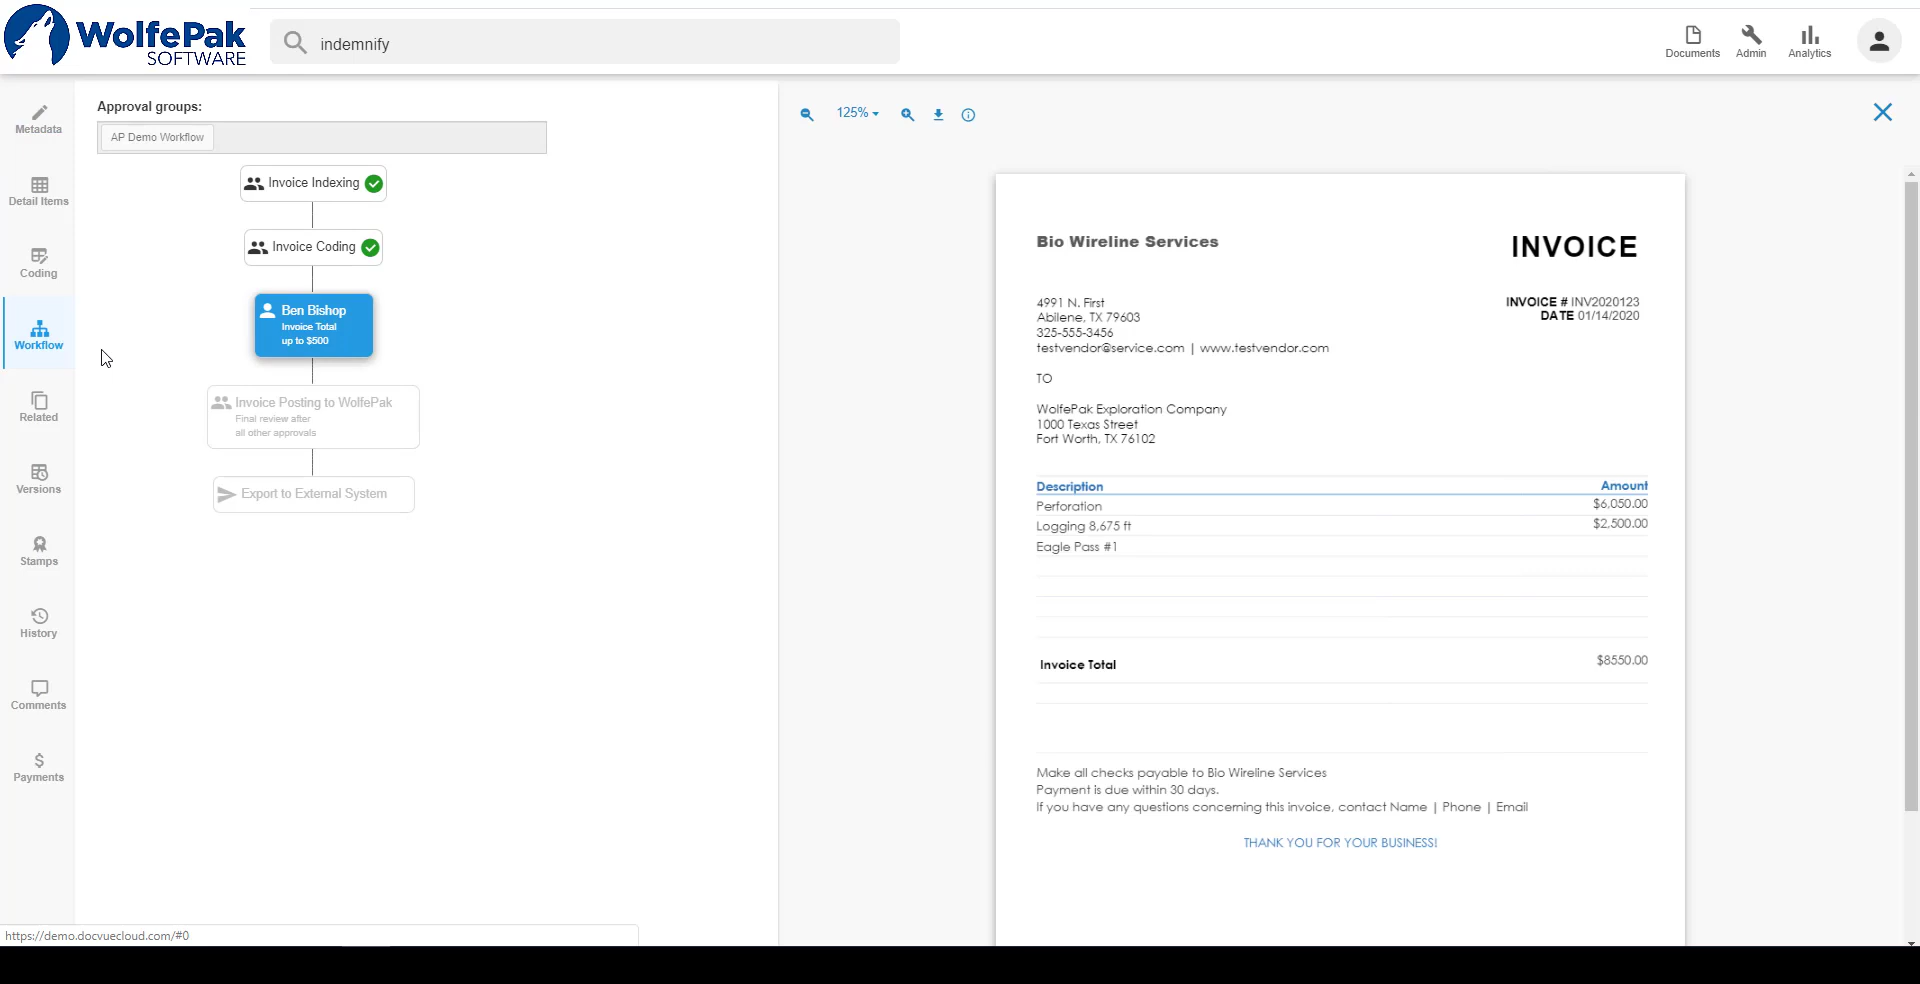 WolfePak
SOFTWARE
indemnify
Documents
Admin
Analytics
Metadata
Detail Items
Coding
Workflow
Related
Versions
Stamps
History
Comments
Payments
Approval groups:
AP Demo Workflow
Invoice Indexing
Invoice Coding
Ben Bishop
Invoice Total
up to $500
Invoice Posting to WolfePak
Final review after
all other approvals
Export to External System
https://demo.docvuecloud.com/#0
125%
Bio Wireline Services
INVOICE
4991 N. First
Abilene, TX 79603
325-555-3456
testvendor@service.com | www.testvendor.com
INVOICE # INV2020123
DATE 01/14/2020
TO
WolfePak Exploration Company
1000 Texas Street
Fort Worth, TX 76102
Description Amount
Perforation $6,050.00
Logging 8,675 ft $2,500.00
Eagle Pass #1
Invoice Total $8550.00
Make all checks payable to Bio Wireline Services
Payment is due within 30 days.
If you have any questions concerning this invoice, contact Name | Phone | Email
THANK YOU FOR YOUR BUSINESS!